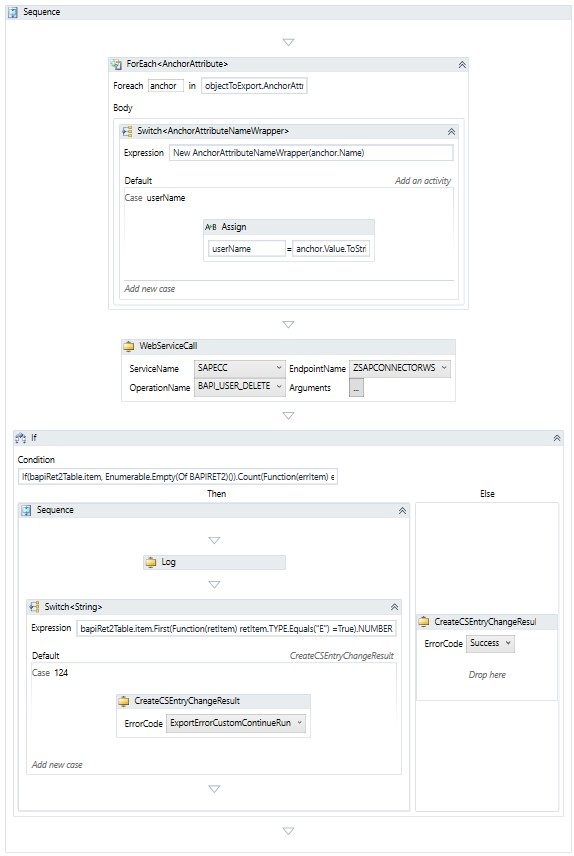 Sequence
ForEach<AnchorAttribute>
Foreach anchor in objectToExport.AnchorAttr
Body
Switch<AnchorAttributeNameWrapper>
Expression New AnchorAttributeNameWrapper(anchor.Name)
Default Add an activity
Case userName
A+B Assign
userName = anchor.Value.ToStri
Add new case
WebServiceCall
ServiceName SAPECC EndpointName ZSAPCONNECTORWS
OperationName BAPI_USER_DELETE Arguments ...
If
Condition
If(bapiRet2Table.item, Enumerable.Empty(Of BAPIRET2)()).Count(Function(errItem) e
Then Else
Sequence
Log
Switch<String>
Expression bapiRet2Table.item.First(Function(retItem) retItem.TYPE.Equals("E") =True).NUMBER
Default CreateCSEntryChangeResult
Case 124
CreateCSEntryChangeResult
ErrorCode ExportErrorCustomContinueRun
Add new case
CreateCSEntryChangeResul
ErrorCode Success
Drop here